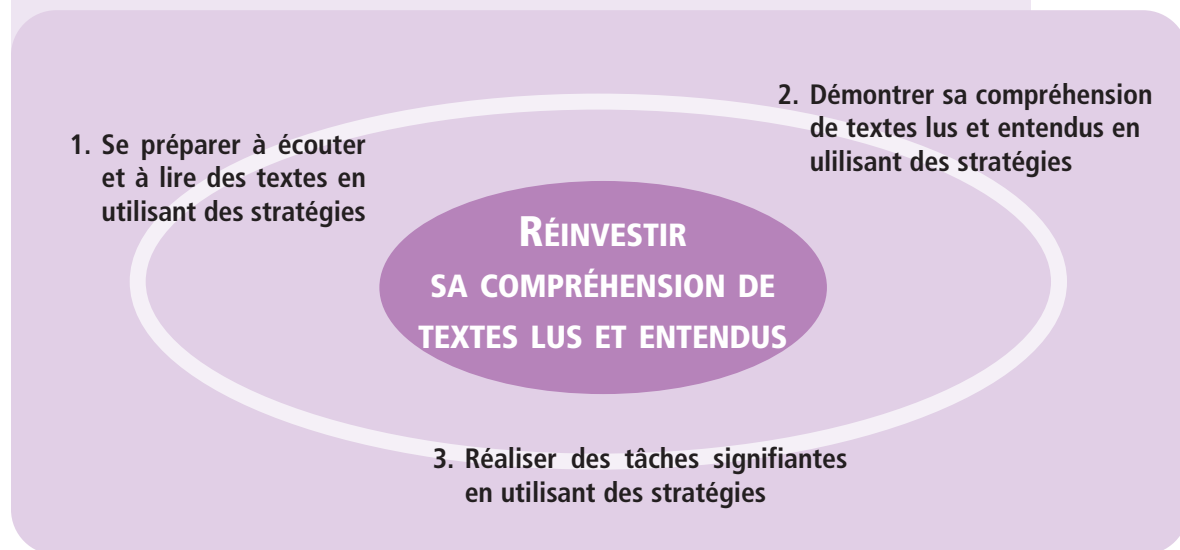 1. Se préparer à écouter
et à lire des textes en
utilisant des stratégies
2. Démontrer sa compréhension
de textes lus et entendus en
ulilisant des stratégies
RÉINVESTIR
SA COMPRÉHENSION DE
TEXTES LUS ET ENTENDUS
3. Réaliser des tâches signifiantes
en utilisant des stratégies